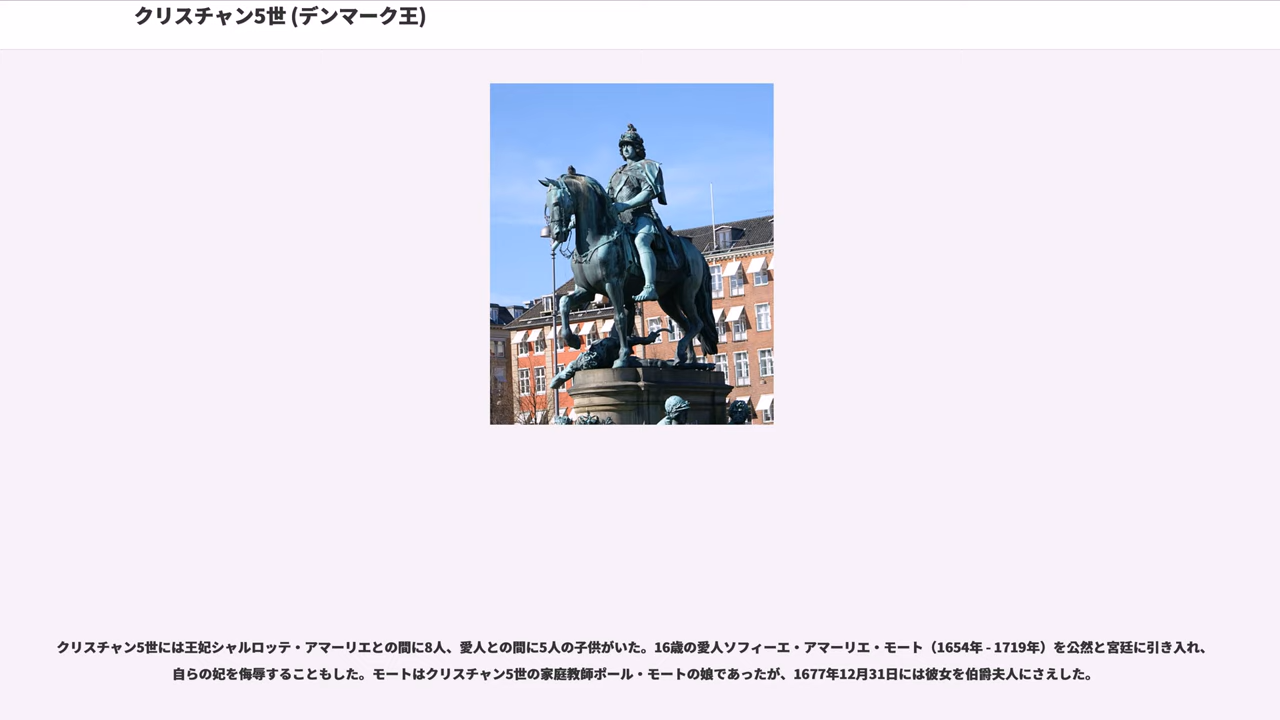 クリスチャン5世 (デンマーク王)
クリスチャン5世には王妃シャルロッテ・アマーリエとの間に8人、愛人との間に5人の子供がいた。16歳の愛人ソフィーエ・アマーリエ・モート（1654年 - 1719年）を公然と宮廷に引き入れ、
自らの妃を侮辱することもした。モートはクリスチャン5世の家庭教師ポール・モートの娘であったが、1677年12月31日には彼女を伯爵夫人にさえした。